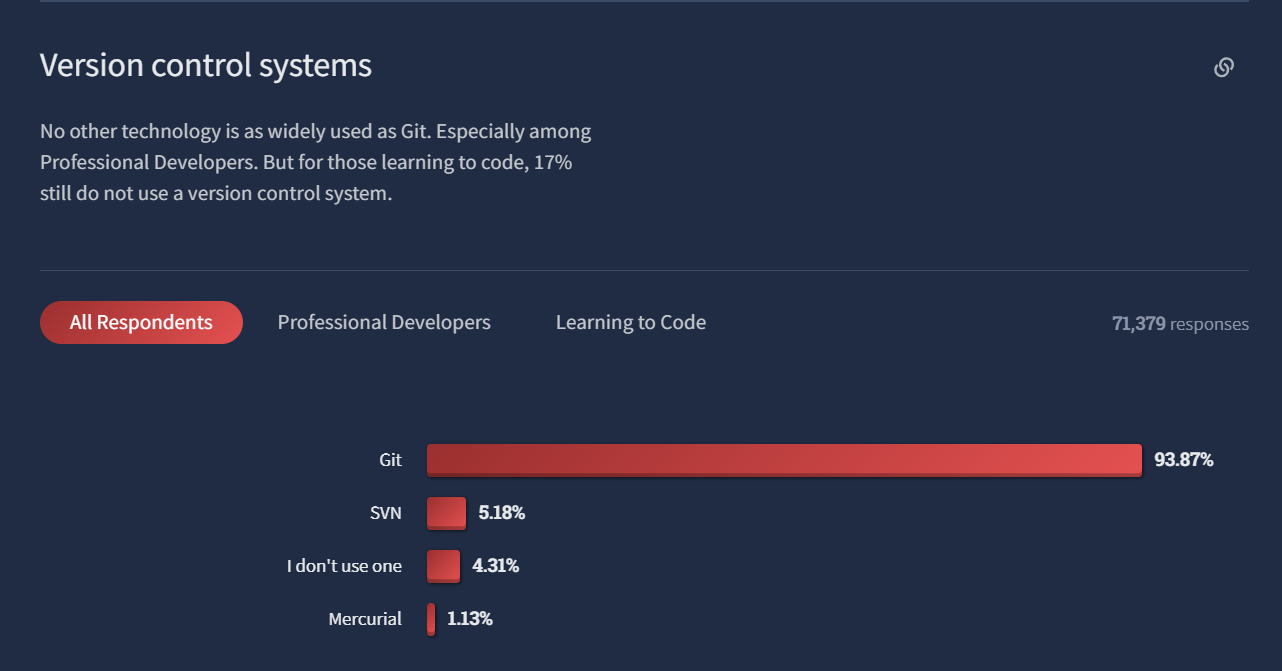 Version control systems
No other technology is as widely used as Git. Especially among
Professional Developers. But for those learning to code, 17%
still do not use a version control system.
All Respondents Professional Developers Learning to Code 71,379 responses
Git 93.87%
SVN 5.18%
I don't use one 4.31%
Mercurial 1.13%